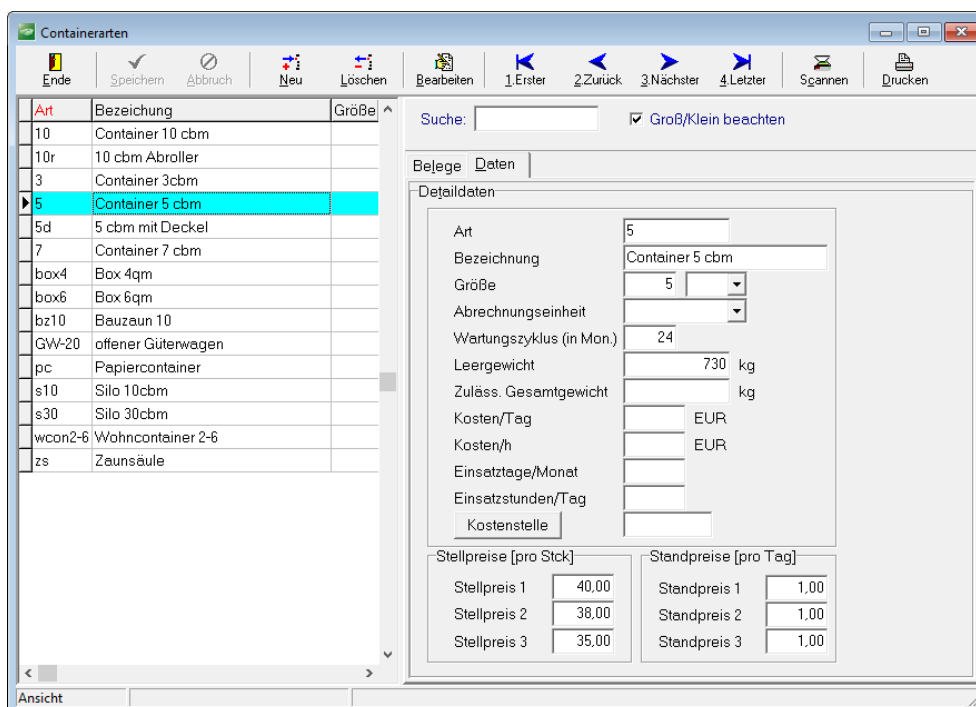 Containerarten
Ende Speichern Abbruch Neu Löschen Bearbeiten 1.Erster 2.Zurück 3.Nächster 4.Letzter Scannen Drucken
Art Bezeichung Größe
10 Container 10 cbm
10r 10 cbm Abroller
3 Container 3cbm
5 Container 5 cbm
5d 5 cbm mit Deckel
7 Container 7 cbm
box4 Box 4qm
box6 Box 6qm
bz10 Bauzaun 10
GW-20 offener Güterwagen
pc Papiercontainer
s10 Silo 10cbm
s30 Silo 30cbm
wcon2-6 Wohncontainer 2-6
zs Zaunsäule
Suche: Groß/Klein beachten
Belege Daten
Detaildaten
Art 5
Bezeichnung Container 5 cbm
Größe 5
Abrechnungseinheit
Wartungszyklus (in Mon.) 24
Leergewicht 730 kg
Zuläss. Gesamtgewicht kg
Kosten/Tag EUR
Kosten/h EUR
Einsatztage/Monat
Einsatzstunden/Tag
Kostenstelle
Stellpreise [pro Stck] Standpreise [pro Tag]
Stellpreis 1 40,00 Standpreis 1 1,00
Stellpreis 2 38,00 Standpreis 2 1,00
Stellpreis 3 35,00 Standpreis 3 1,00
Ansicht